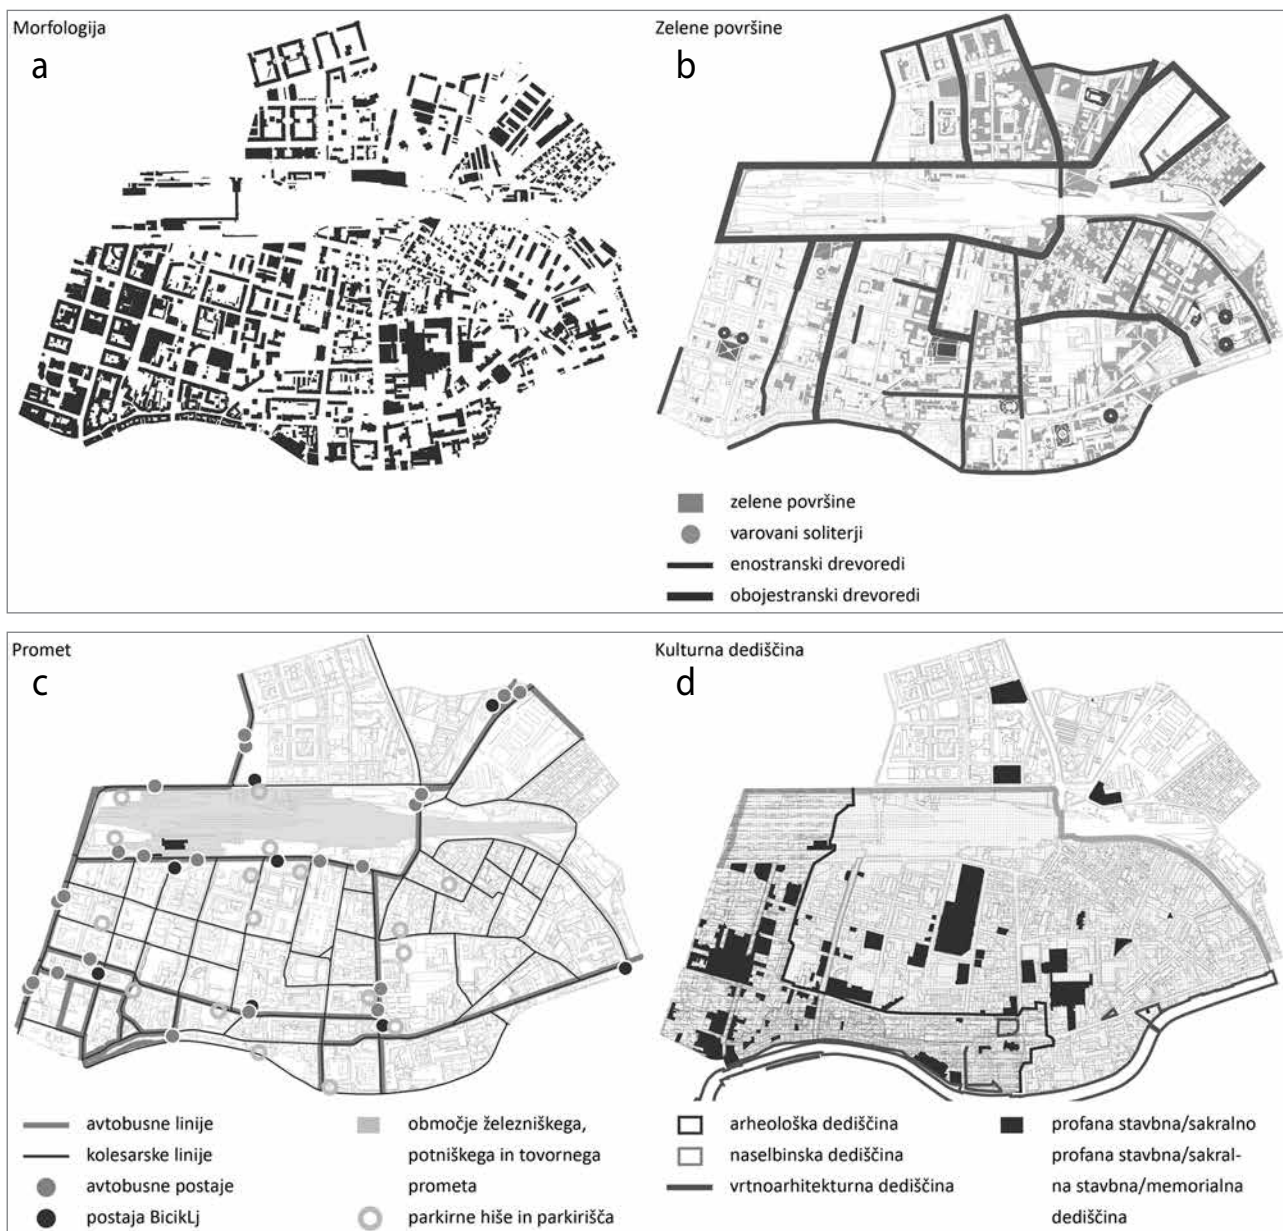 Morfologija
a
Zelene površine
b
zelene površine
varovani soliterji
enostranski drevoredi
obojestranski drevoredi
Promet
c
avtobusne linije
kolesarske linije
avtobusne postaje
postaja BicikLj
območje železniškega,
potniškega in tovornega
prometa
parkirne hiše in parkirišča
Kulturna dediščina
d
arheološka dediščina
naselbinska dediščina
vrtnoarhitekturna dediščina
profana stavbna/sakralno
profana stavbna/sakral-
na stavbna/memorialna
dediščina